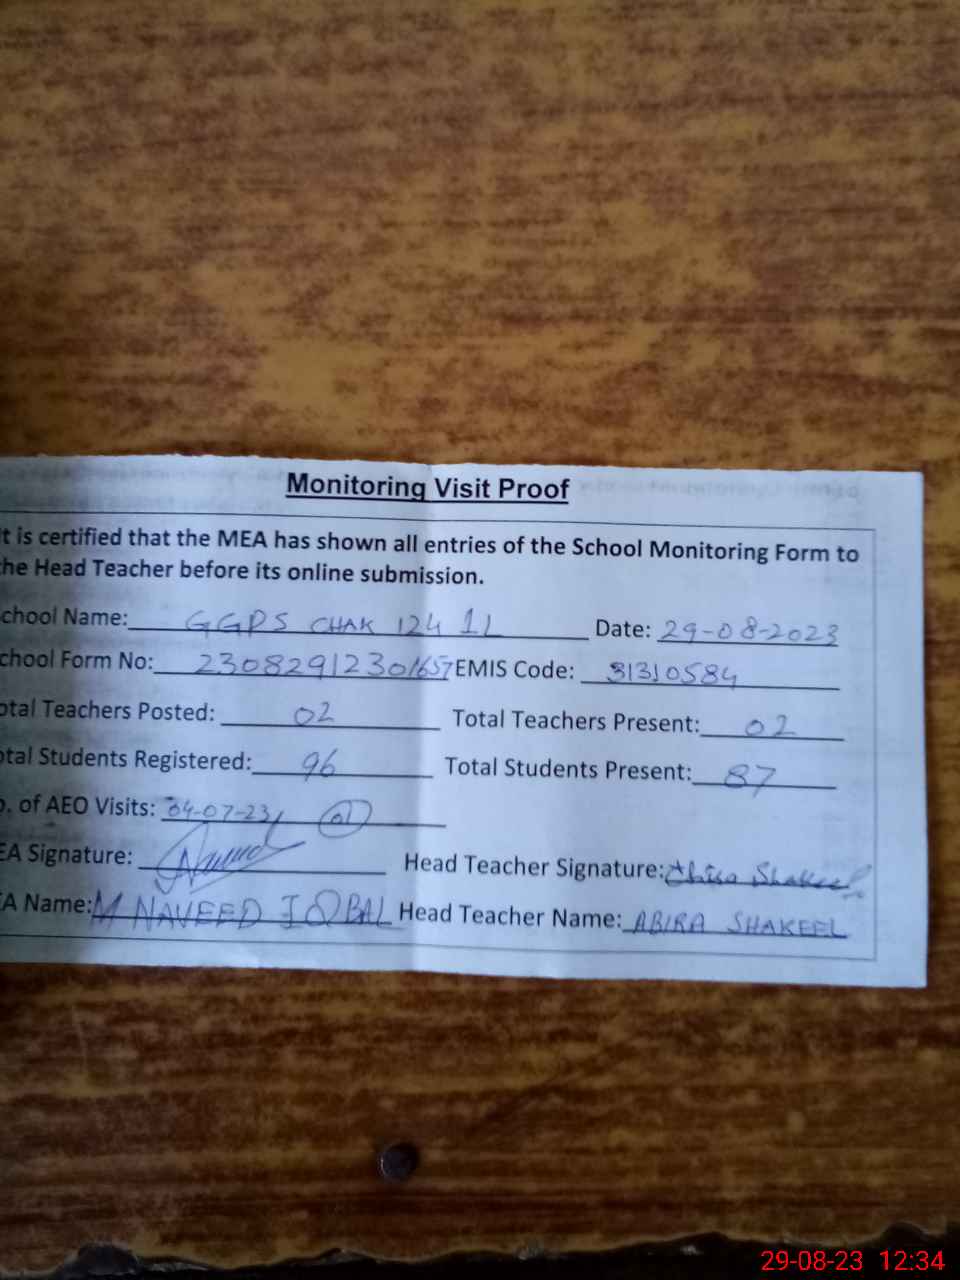 Monitoring Visit Proof
t is certified that the MEA has shown all entries of the School Monitoring Form to
he Head Teacher before its online submission.
chool Name: GGPS CHAK 124 1L Date: 29-08-2023
chool Form No: 23082912301657 EMIS Code: 31310584
otal Teachers Posted: 02 Total Teachers Present: 02
otal Students Registered: 96 Total Students Present: 87
o. of AEO Visits: 04-07-23, 01
EA Signature: Head Teacher Signature: Abira Shakeel
A Name: M NAVEED IQBAL Head Teacher Name: ABIRA SHAKEEL
29-08-23 12:34